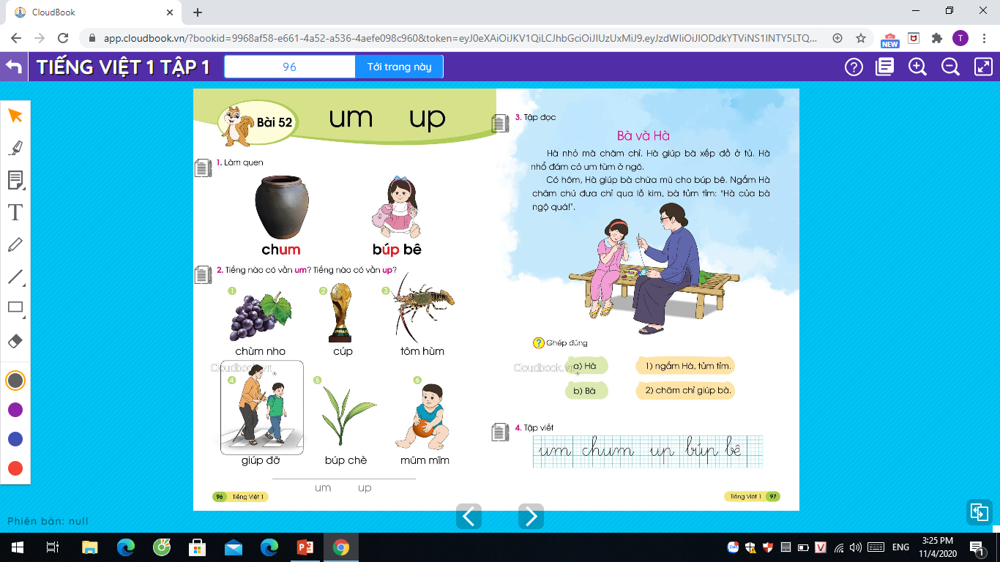 CloudBook
app.cloudbook.vn/?bookid=9968af58-e661-4a52-a536-4aefe098c960&token=eyJ0eXAiOiJKV1QiLCJhbGciOiJIUzUxMiJ9.eyJzdWIiOiJlODdkYTViNS1lNTY5LTQ...
NEW
T
TIẾNG VIỆT 1 TẬP 1
96
Tới trang này
Bài 52
um up
1. Làm quen
chum
búp bê
2. Tiếng nào có vần um? Tiếng nào có vần up?
1
2
3
chùm nho
cúp
tôm hùm
Cloudbook.vn
4
5
6
giúp đỡ
búp chè
mũm mĩm
um up
96 Tiếng Việt 1
3. Tập đọc
Bà và Hà
Hà nhỏ mà chăm chỉ. Hà giúp bà xếp đồ ở tủ. Hà
nhổ đám cỏ um tùm ở ngõ.
Có hôm, Hà giúp bà chữa mũ cho búp bê. Ngắm Hà
chăm chú đưa chỉ qua lỗ kim, bà tủm tỉm: "Hà của bà
ngộ quá!".
? Ghép đúng
Cloudbook.vn
a) Hà
1) ngắm Hà, tủm tỉm.
b) Bà
2) chăm chỉ giúp bà.
4. Tập viết
um chum up búp bê
Tiếng Việt 1 97
Phiên bản: null
ENG
3:25 PM
11/4/2020
1